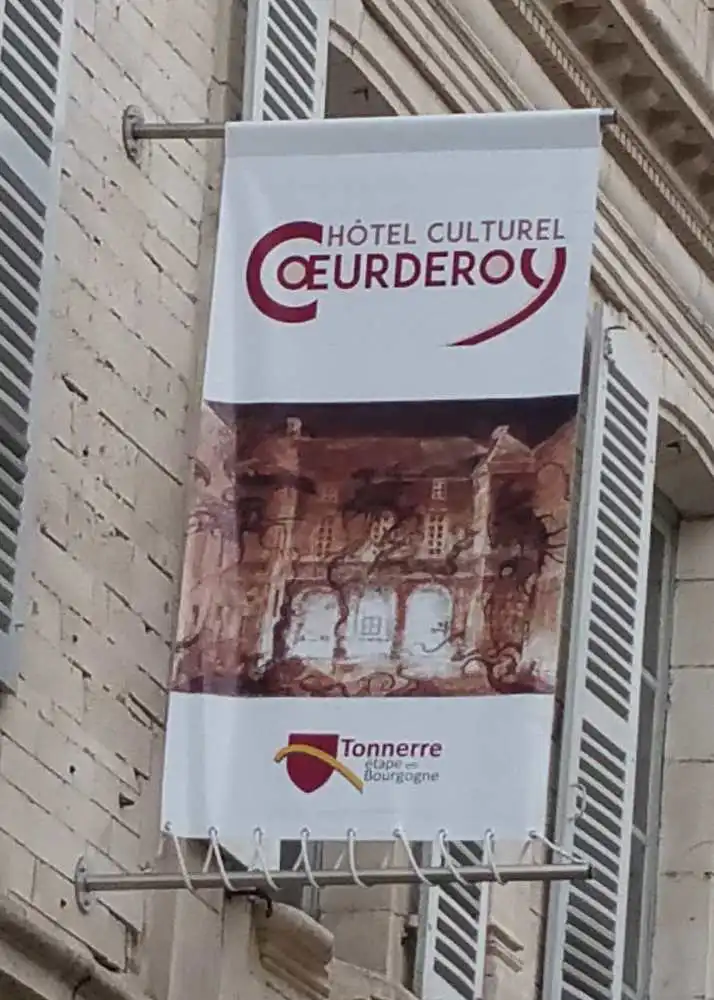 HÔTEL CULTUREL
CŒURDEROY
Tonnerre
étape en
Bourgogne